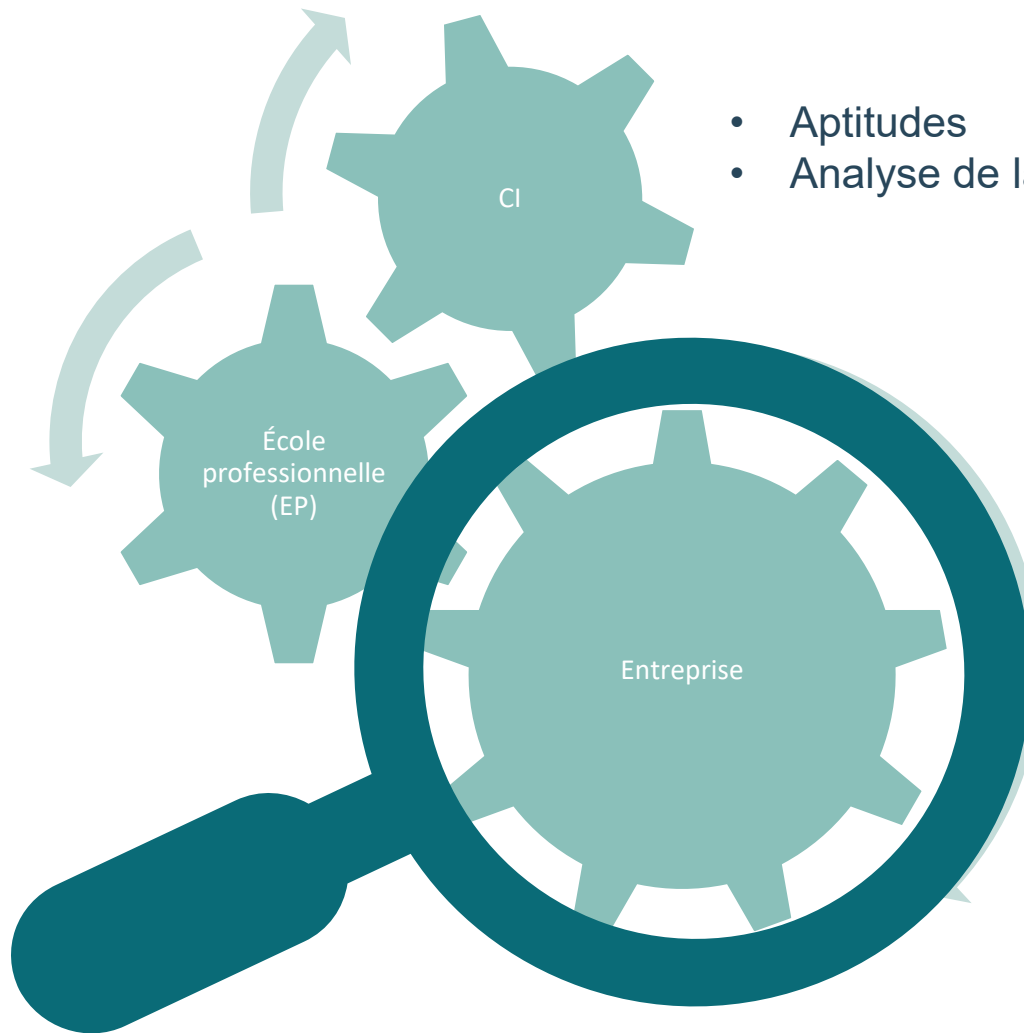 • Aptitudes
• Analyse de
CI
École
professionnelle
(EP)
Entreprise